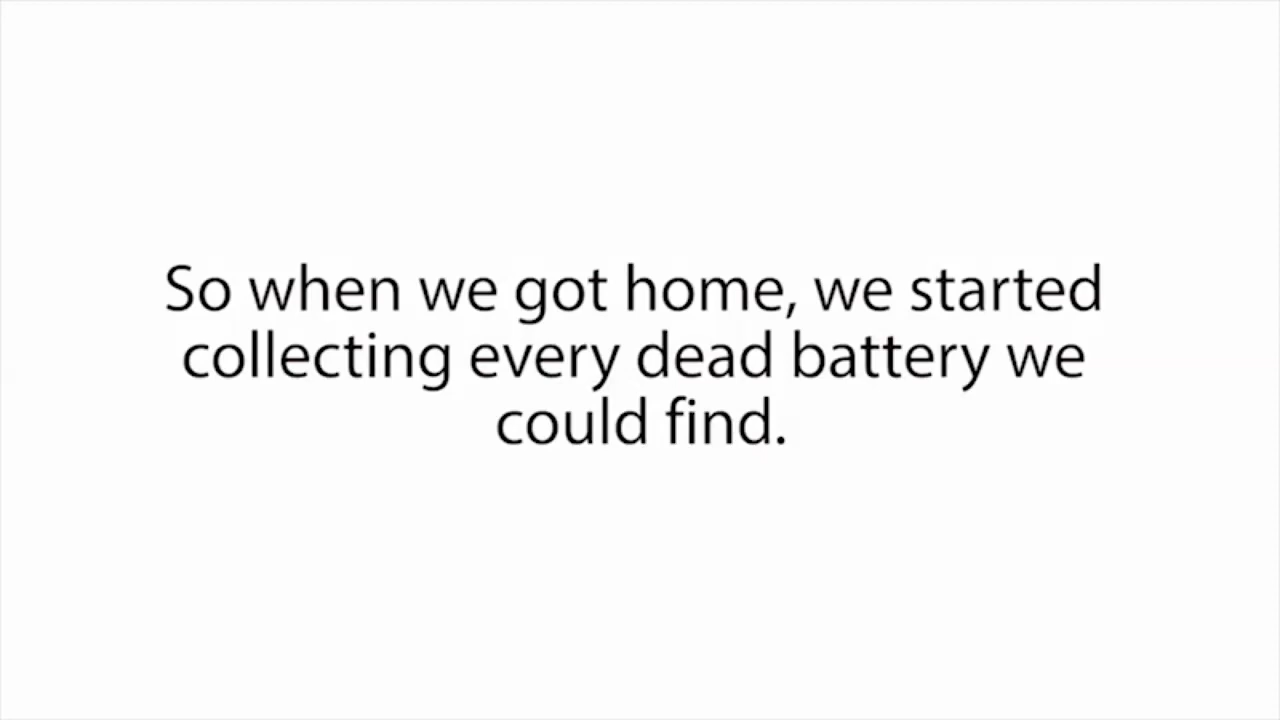 So when we got home, we started
collecting every dead battery we
could find.